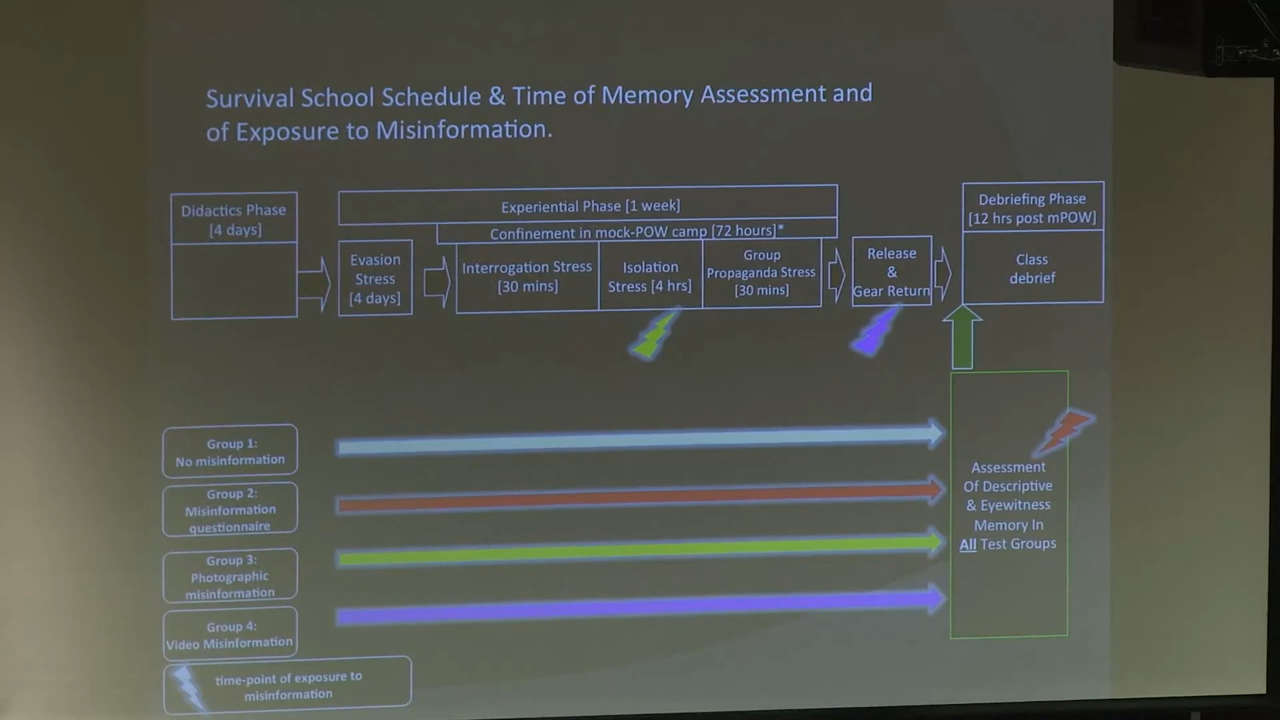 Survival School Schedule & Time of Memory Assessment and
of Exposure to Misinformation.
Didactics Phase
[4 days]
Experiential Phase [1 week]
Confinement in mock-POW camp [72 hours]*
Evasion
Stress
[4 days]
Interrogation Stress
[30 mins]
Isolation
Stress [4 hrs]
Group
Propaganda Stress
[30 mins]
Release
&
Gear Return
Debriefing Phase
[12 hrs post mPOW]
Class
debrief
Group 1:
No misinformation
Group 2:
Misinformation
questionnaire
Group 3:
Photographic
misinformation
Group 4:
Video Misinformation
time-point of exposure to
misinformation
Assessment
Of Descriptive
& Eyewitness
Memory In
All Test Groups